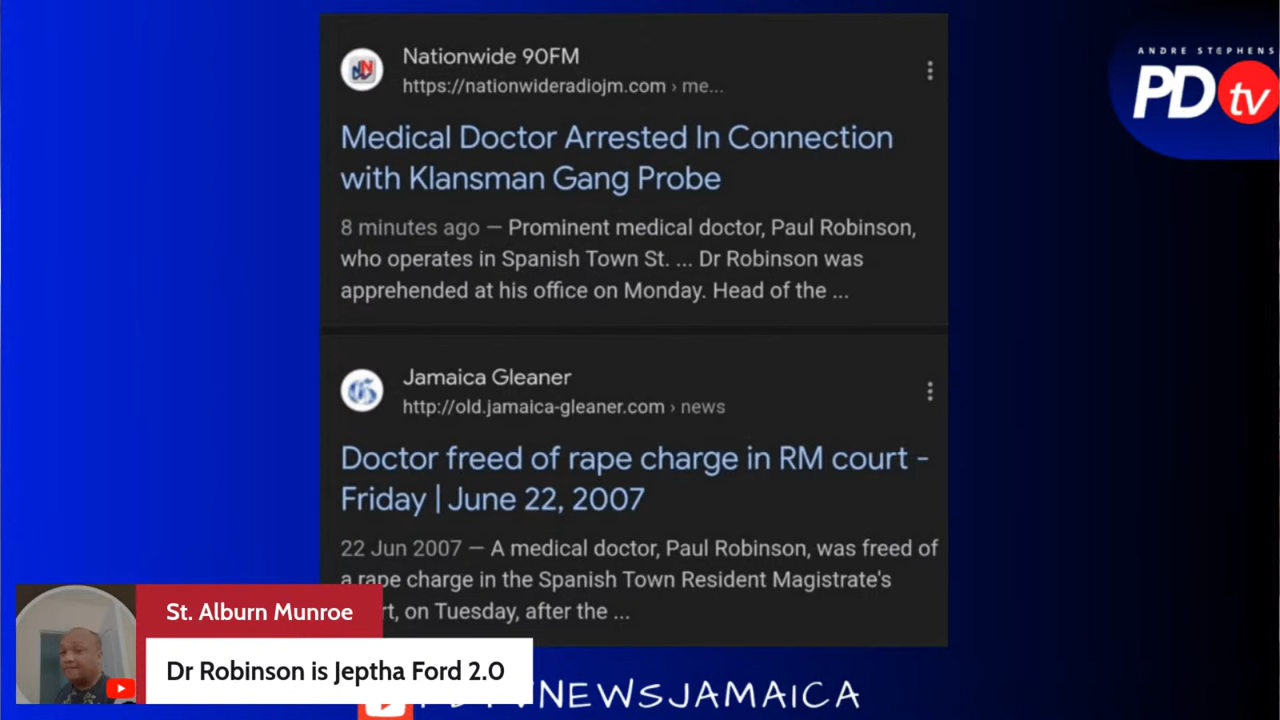 ANDRE STEPHENS
PD tv
Nationwide 90FM
https://nationwideradiojm.com › me...
Medical Doctor Arrested In Connection
with Klansman Gang Probe
8 minutes ago — Prominent medical doctor, Paul Robinson,
who operates in Spanish Town St. ... Dr Robinson was
apprehended at his office on Monday. Head of the ...
Jamaica Gleaner
http://old.jamaica-gleaner.com › news
Doctor freed of rape charge in RM court -
Friday | June 22, 2007
22 Jun 2007 — A medical doctor, Paul Robinson, was freed of
a rape charge in the Spanish Town Resident Magistrate's
rt, on Tuesday, after the ...
St. Alburn Munroe
Dr Robinson is Jeptha Ford 2.0
NEWSJAMAICA